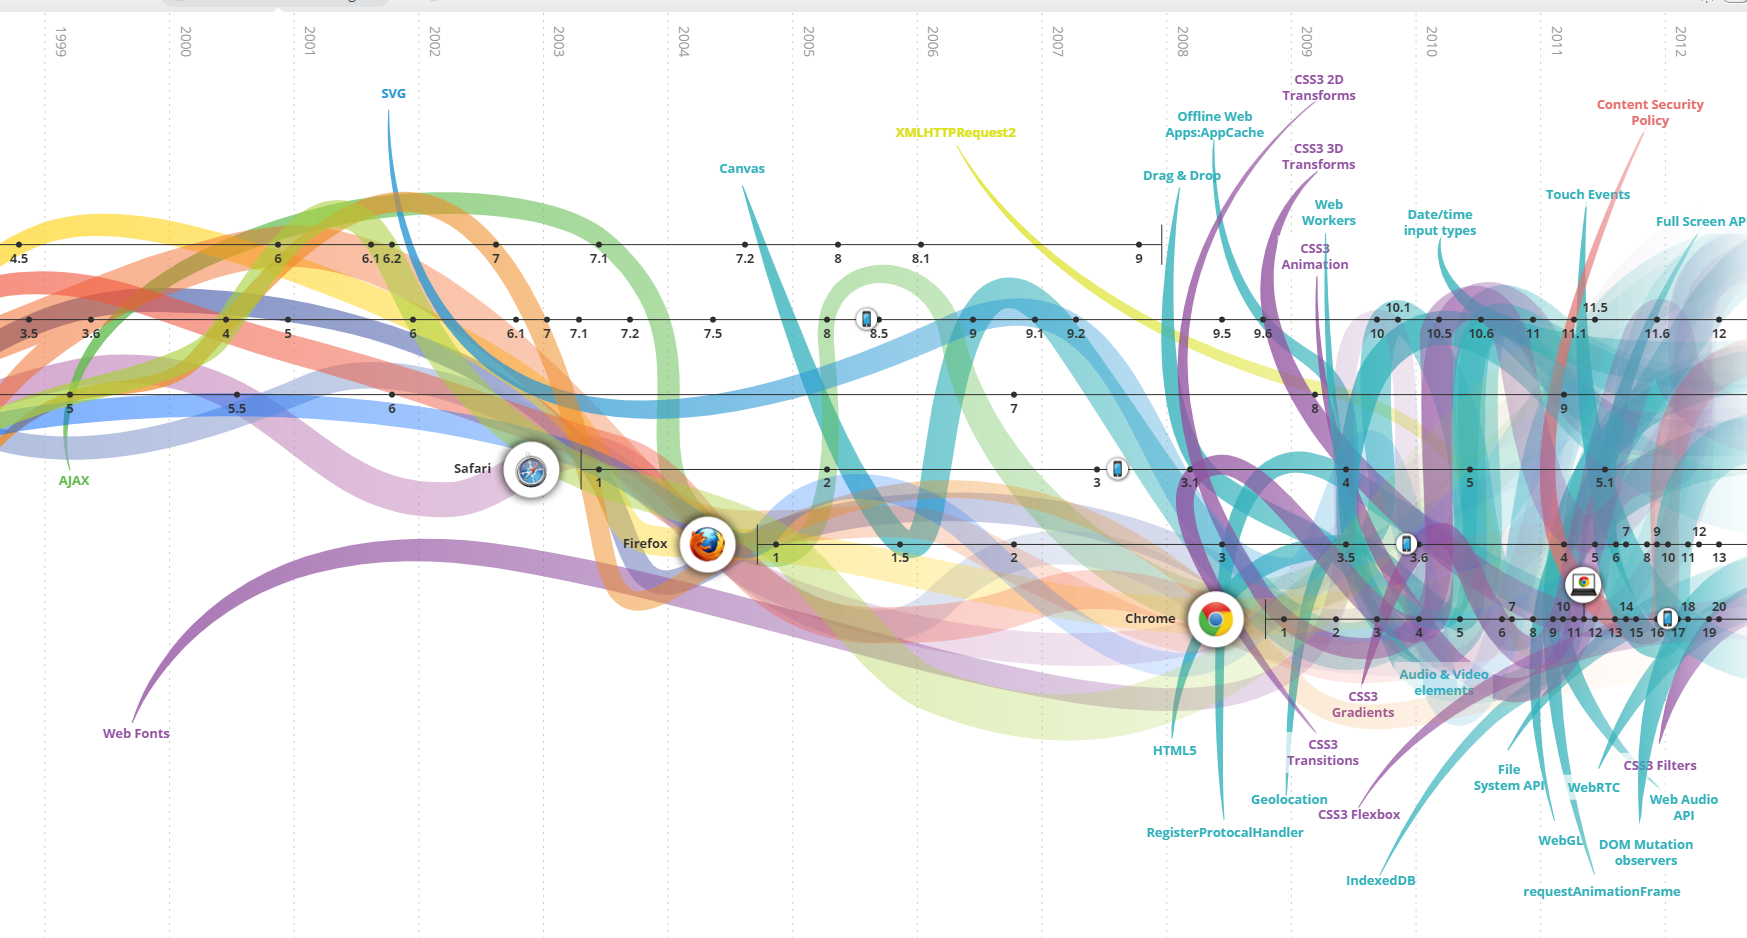 1999 2000 2001 2002 2003 2004 2005 2006 2007 2008 2009 2010 2011 2012
CSS3 2D
Transforms
SVG
Content Security
Policy
Offline Web
Apps:AppCache
XMLHTTPRequest2
CSS3 3D
Transforms
Canvas
Drag & Drop
Touch Events
Web
Workers
Date/time
input types
Full Screen AP
CSS3
Animation
4.5 6 6.1 6.2 7 7.1 7.2 8 8.1 9
10.1 11.5
3.5 3.6 4 5 6 6.1 7 7.1 7.2 7.5 8 8.5 9 9.1 9.2 9.5 9.6 10 10.5 10.6 11 11.1 11.6 12
5 5.5 6 7 8 9
Safari
1 2 3 3.1 4 5 5.1
AJAX
7 9 12
Firefox
1 1.5 2 3 3.5 3.6 4 5 6 8 10 11 13
7 10 14 18 20
Chrome
1 2 3 4 5 6 8 9 11 12 13 15 16 17 19
Audio & Video
elements
CSS3
Gradients
Web Fonts
HTML5
CSS3
Transitions
File
System API
CSS3 Filters
WebRTC
Geolocation
Web Audio
API
CSS3 Flexbox
RegisterProtocalHandler
WebGL
DOM Mutation
observers
IndexedDB
requestAnimationFrame